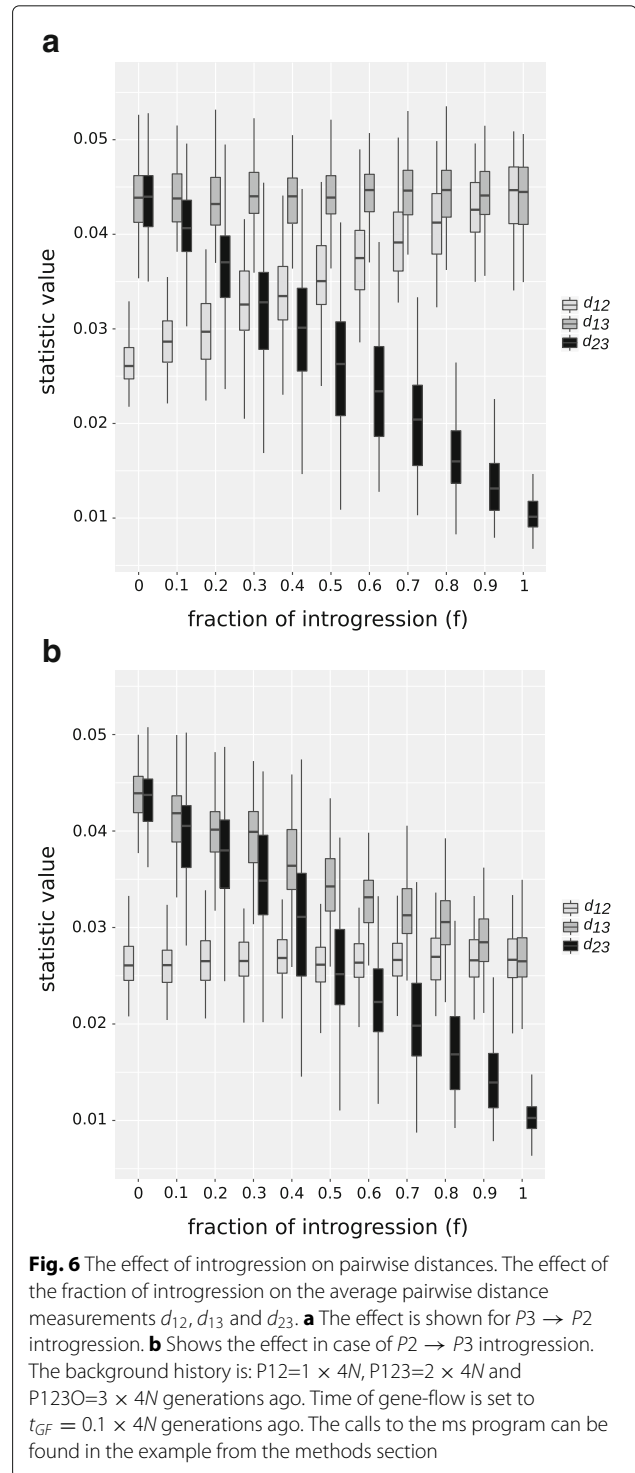 a
0.05
0.04
0.03
0.02
0.01
statistic value
0 0.1 0.2 0.3 0.4 0.5 0.6 0.7 0.8 0.9 1
fraction of introgression (f)
d12
d13
d23
b
0.05
0.04
0.03
0.02
0.01
statistic value
0 0.1 0.2 0.3 0.4 0.5 0.6 0.7 0.8 0.9 1
fraction of introgression (f)
d12
d13
d23
Fig. 6 The effect of introgression on pairwise distances. The effect of
the fraction of introgression on the average pairwise distance
measurements d12, d13 and d23. a The effect is shown for P3 → P2
introgression. b Shows the effect in case of P2 → P3 introgression.
The background history is: P12=1 × 4N, P123=2 × 4N and
P123O=3 × 4N generations ago. Time of gene-flow is set to
tGF = 0.1 × 4N generations ago. The calls to the ms program can be
found in the example from the methods section